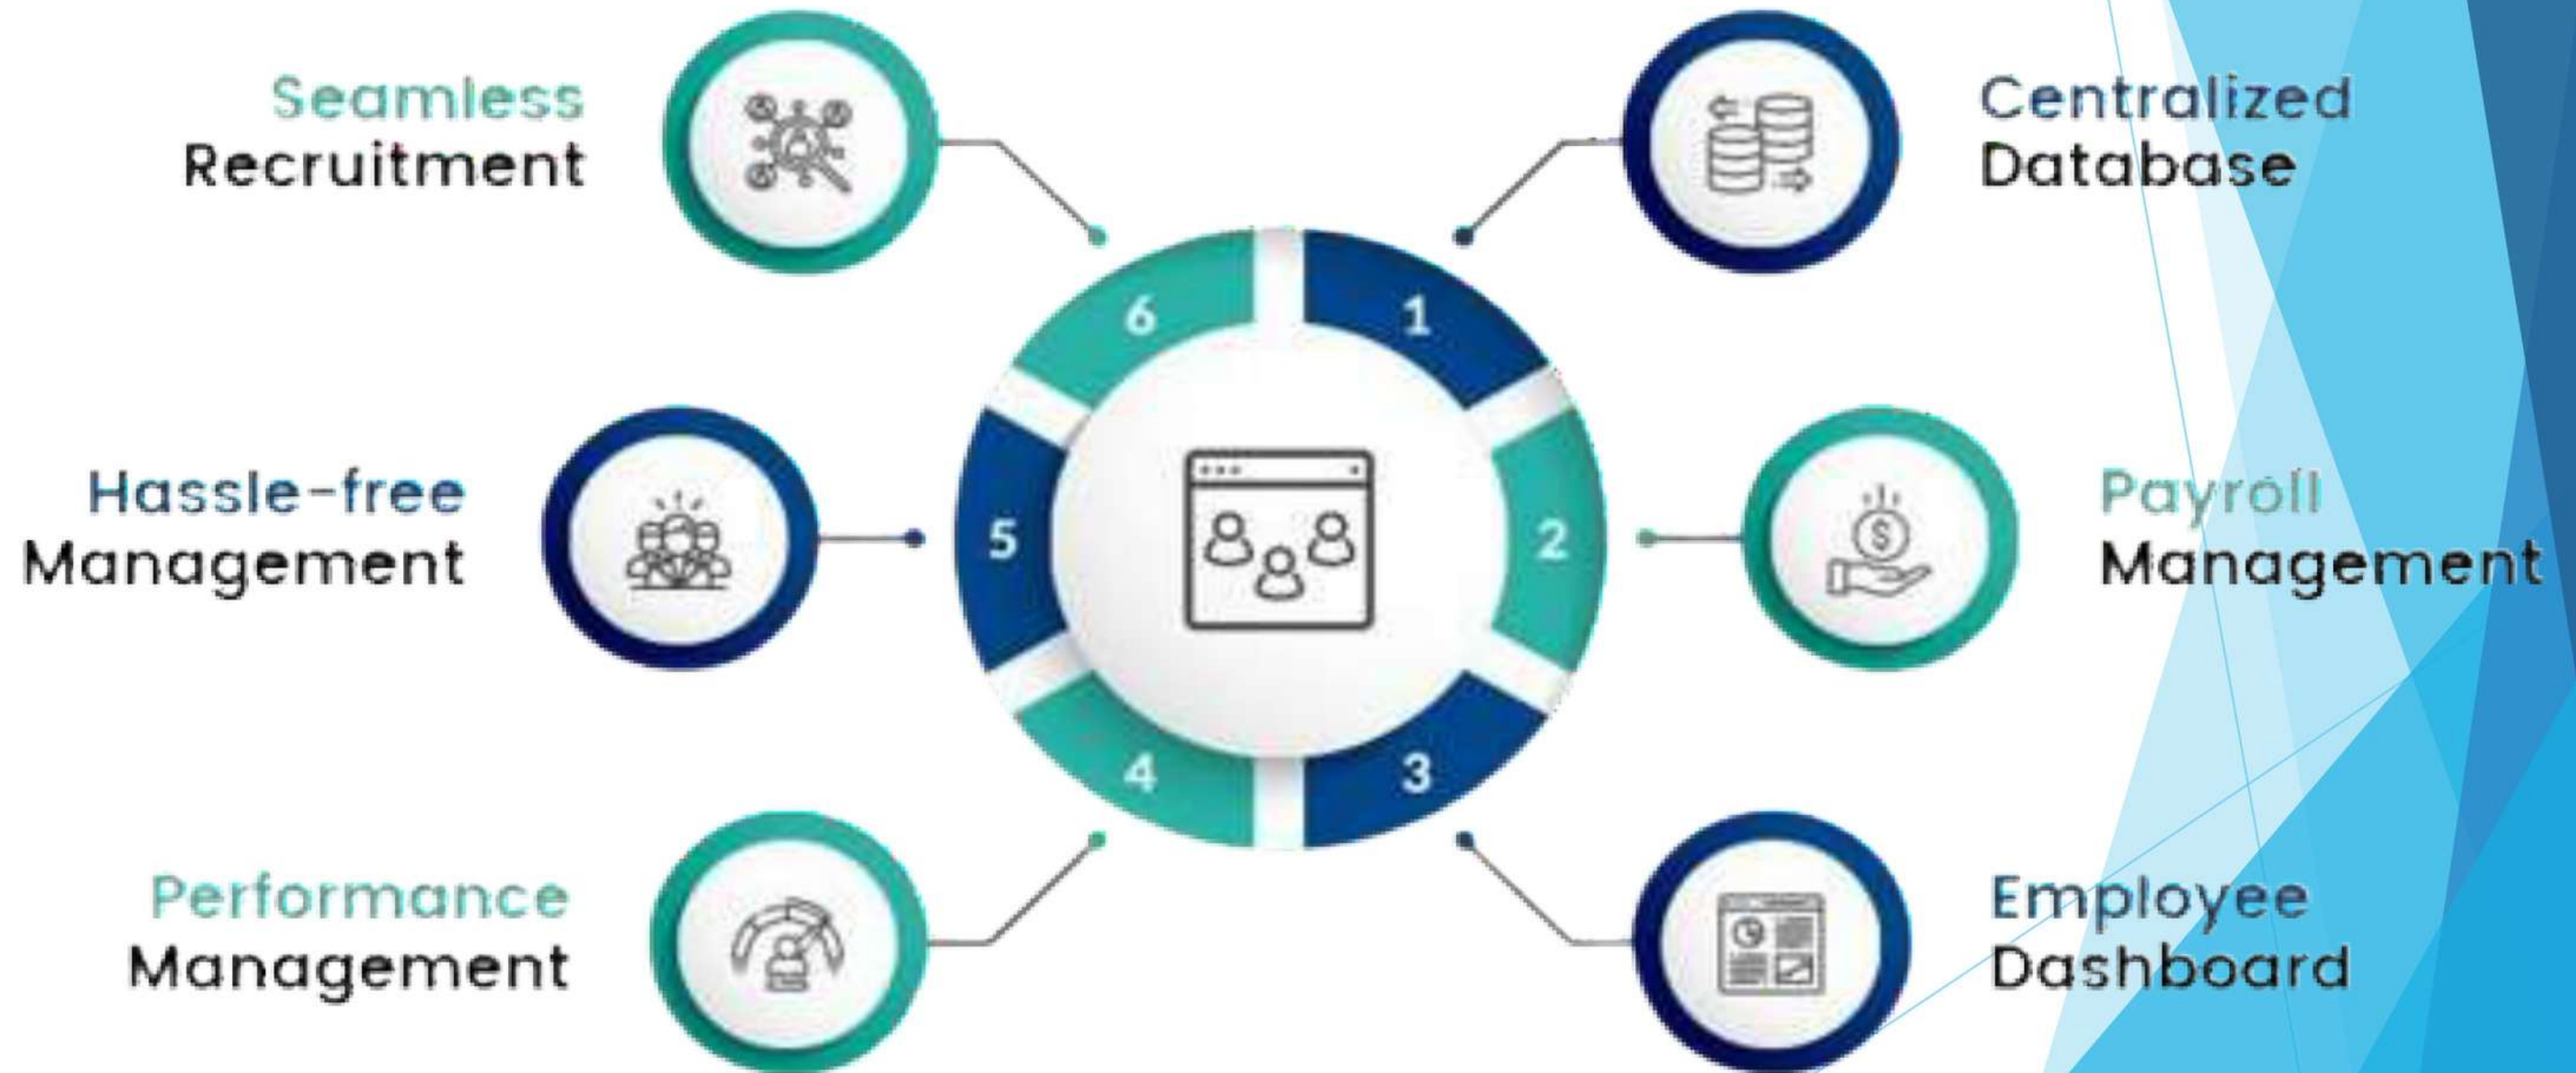 Seamless
Recruitment
Centralized
Database
6
1
Hassle-free
Management
5
2
Payroll
Management
4
3
Performance
Management
Employee
Dashboard